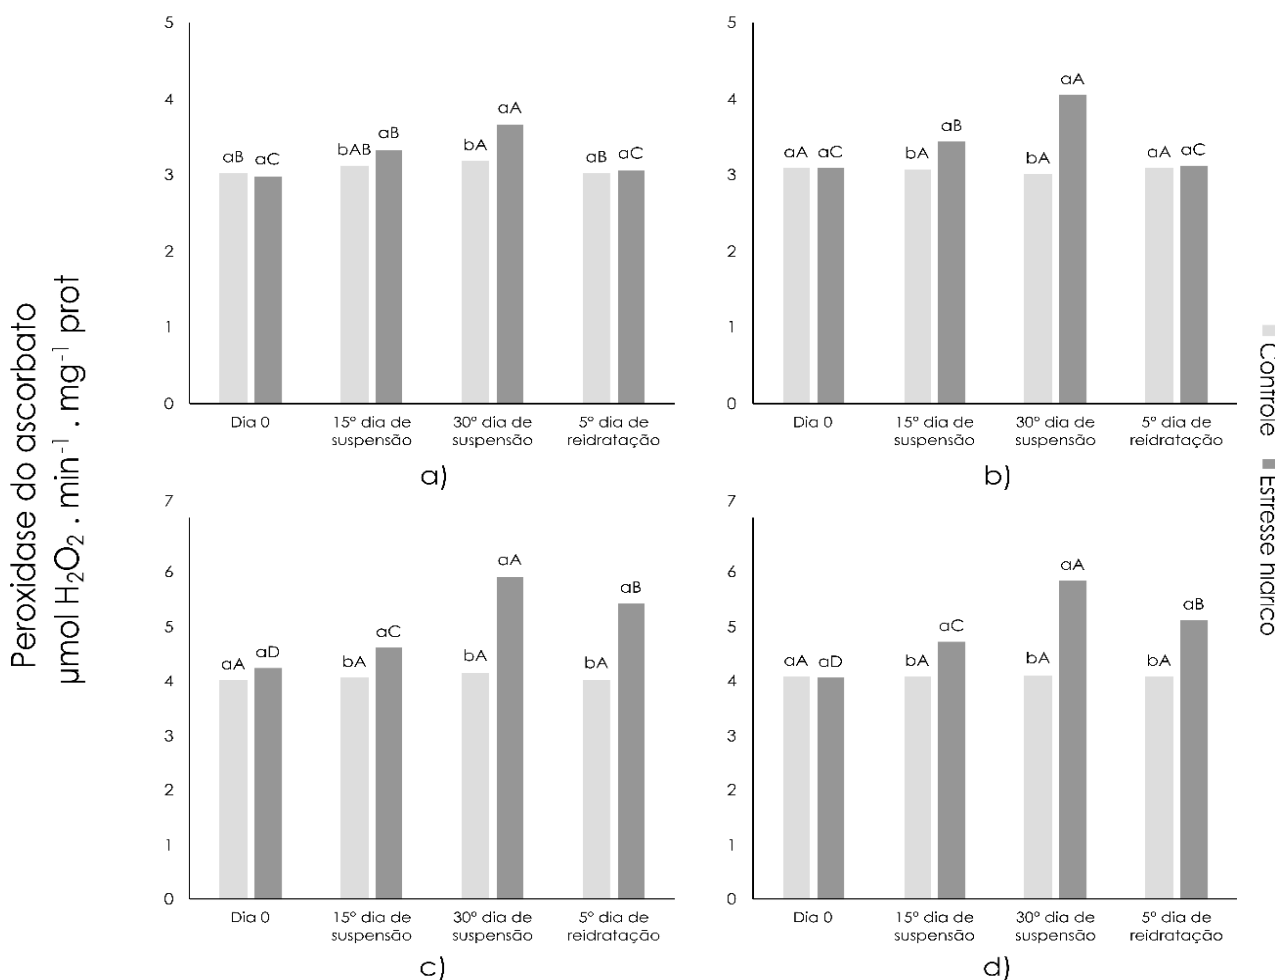 Peroxidase do ascorbato
µmol H₂O₂ . min⁻¹ . mg⁻¹ prot
5
4
3
2
1
0
aB aC bAB aB bA aA aB aC
Dia 0
15º dia de
suspensão
30º dia de
suspensão
5º dia de
reidratação
a)
5
4
3
2
1
0
aA aC bA aB bA aA aA aC
Dia 0
15º dia de
suspensão
30º dia de
suspensão
5º dia de
reidratação
b)
7
6
5
4
3
2
1
0
aA aD bA aC bA aA bA aB
Dia 0
15º dia de
suspensão
30º dia de
suspensão
5º dia de
reidratação
c)
7
6
5
4
3
2
1
0
aA aD bA aC bA aA bA aB
Dia 0
15º dia de
suspensão
30º dia de
suspensão
5º dia de
reidratação
d)
Controle Estresse hídrico